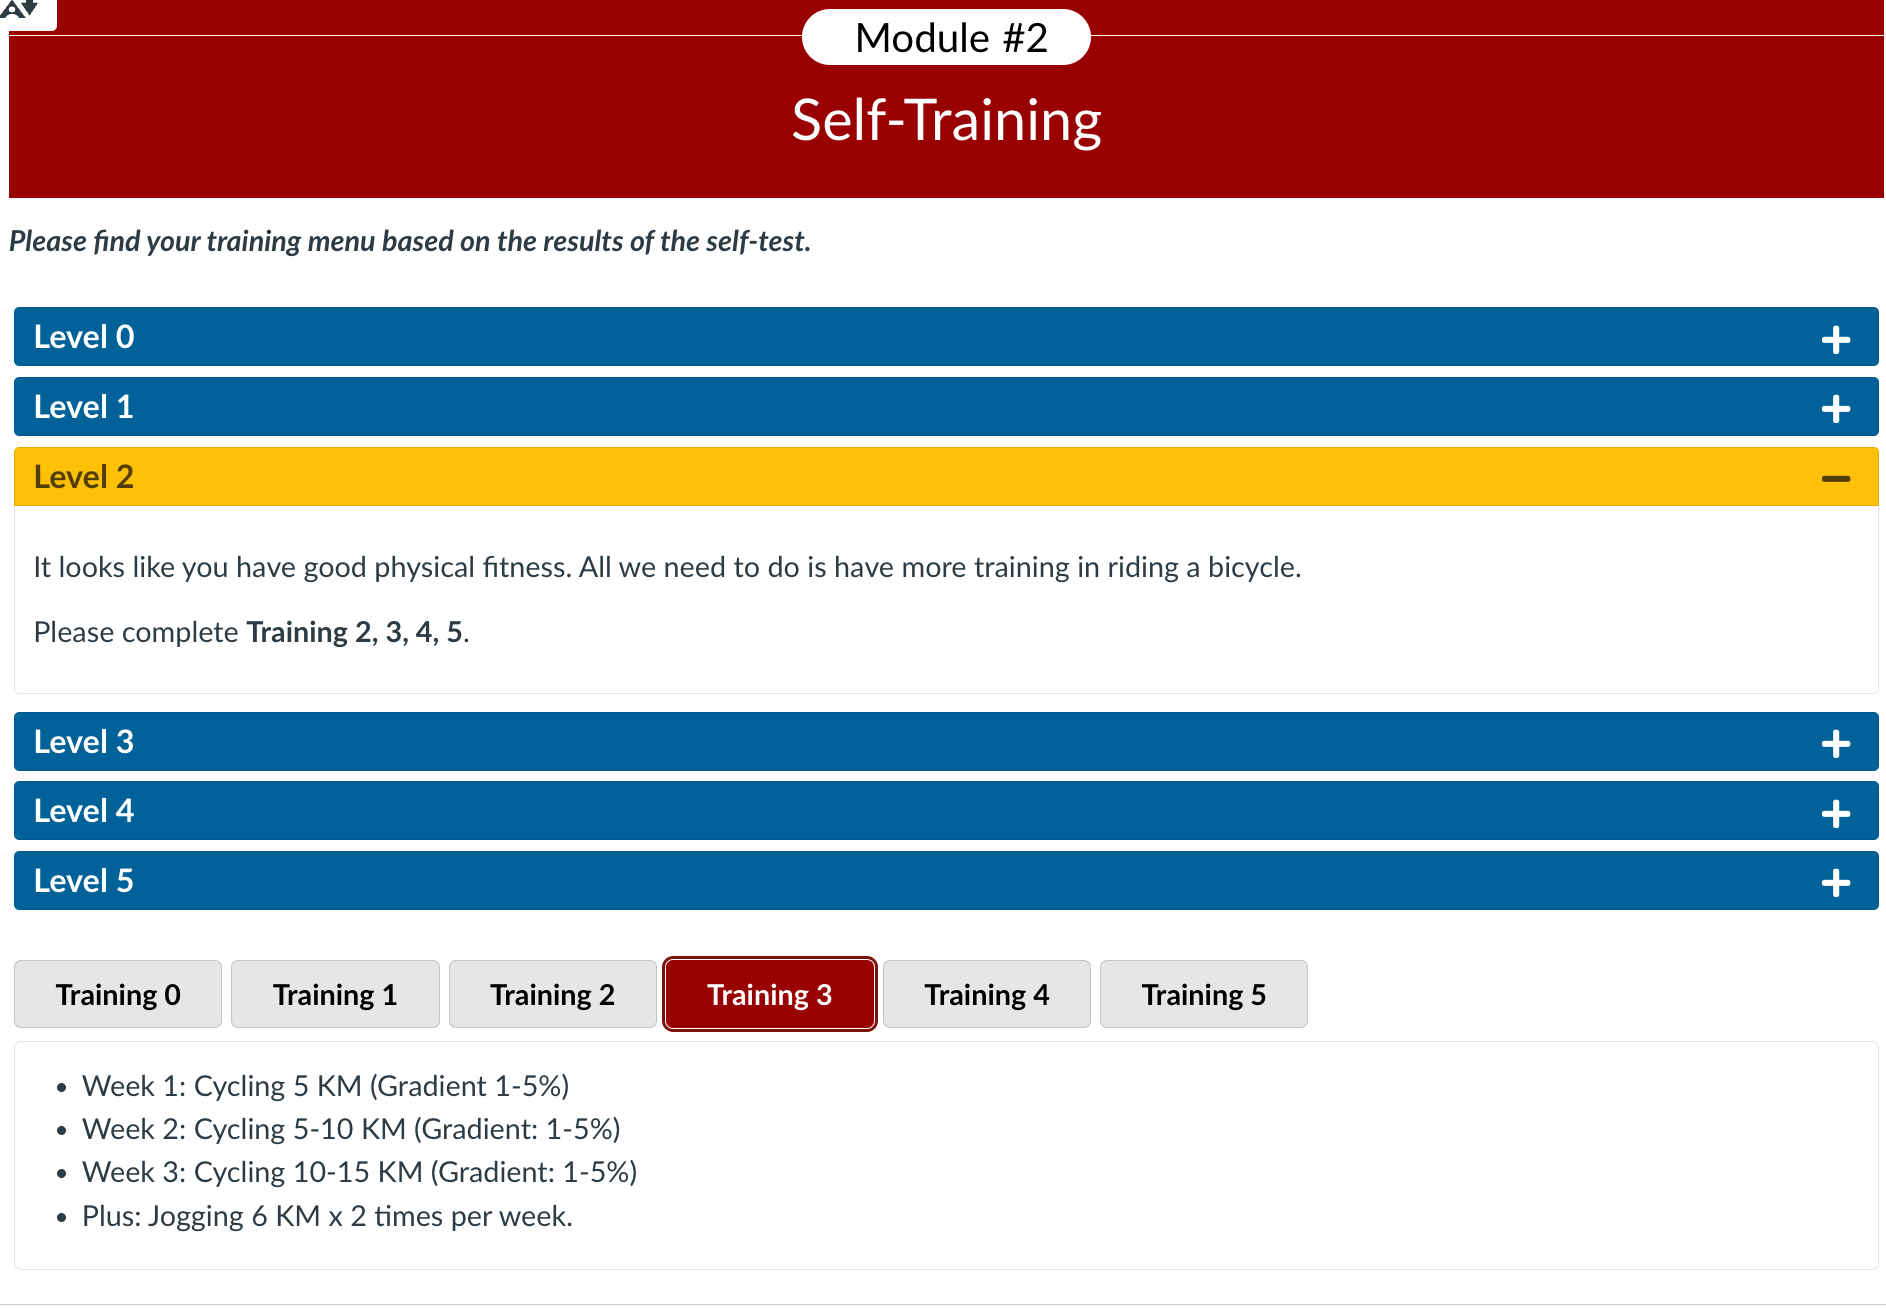 Module #2
Self-Training
Please find your training menu based on the results of the self-test.
Level 0
Level 1
Level 2
It looks like you have good physical fitness. All we need to do is have more training in riding a bicycle.
Please complete Training 2, 3, 4, 5.
Level 3
Level 4
Level 5
Training 0 Training 1 Training 2 Training 3 Training 4 Training 5
• Week 1: Cycling 5 KM (Gradient 1-5%)
• Week 2: Cycling 5-10 KM (Gradient: 1-5%)
• Week 3: Cycling 10-15 KM (Gradient: 1-5%)
• Plus: Jogging 6 KM x 2 times per week.